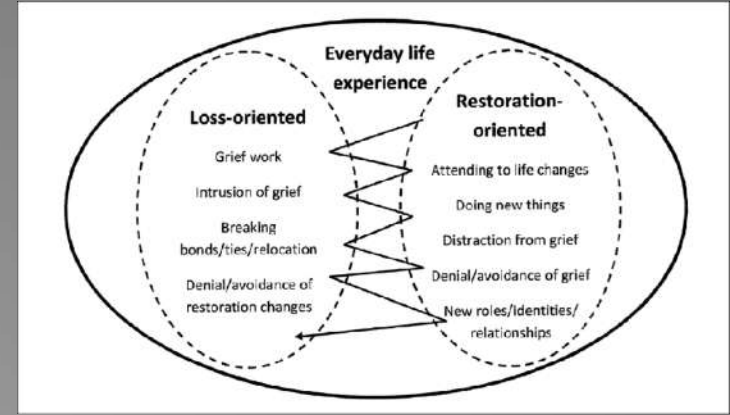 Everyday life
experience
Loss-oriented
Grief work
Intrusion of grief
Breaking
bonds/ties/relocation
Denial/avoidance of
restoration changes
Restoration-
oriented
Attending to life changes
Doing new things
Distraction from grief
Denial/avoidance of grief
New roles/identities/
relationships